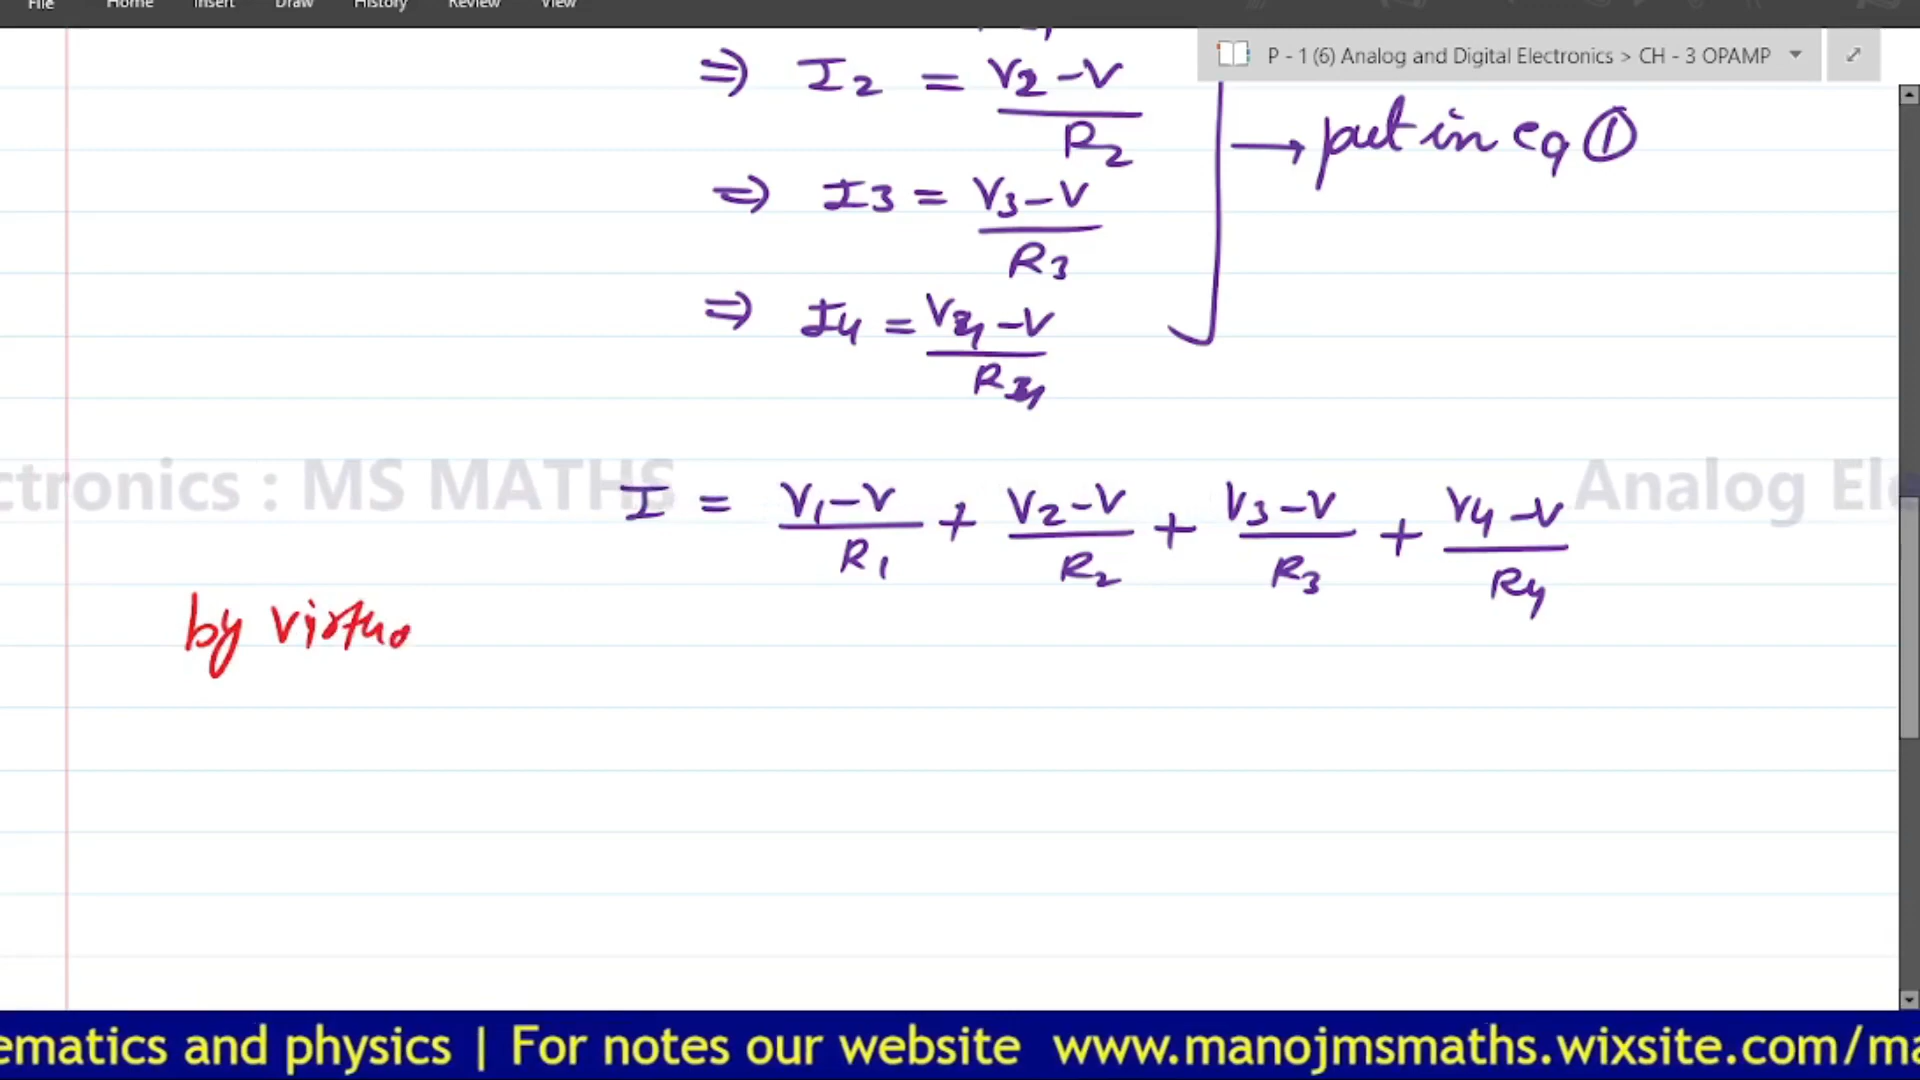 File Home Insert Draw History Review View
P - 1 (6) Analog and Digital Electronics > CH - 3 OPAMP
⇒ I2 = V2-V / R2
→ put in eq ①
⇒ I3 = V3-V / R3
⇒ I4 = V4-V / R4
ctronics : MS MATHS
Analog Ele
I = V1-V / R1 + V2-V / R2 + V3-V / R3 + V4-V / R4
by virtua
ematics and physics | For notes our website www.manojmsmaths.wixsite.com/ma